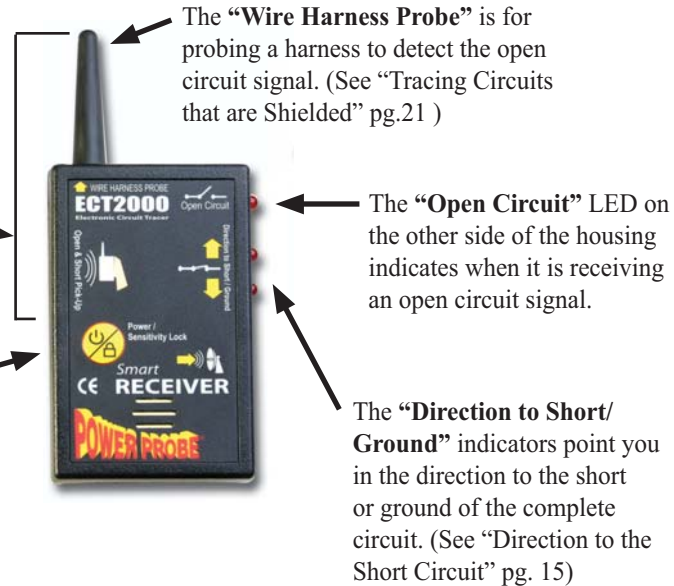 The “Wire Harness Probe” is for
probing a harness to detect the open
circuit signal. (See “Tracing Circuits
that are Shielded” pg.21 )
WIRE HARNESS PROBE
ECT2000
Electronic Circuit Tracer
Open Circuit
Open & Short Pick-Up
Direction to Short / Ground
Power /
Sensitivity Lock
Smart
CE RECEIVER
POWER PROBE
The “Open Circuit” LED on
the other side of the housing
indicates when it is receiving
an open circuit signal.
The “Direction to Short/
Ground” indicators point you
in the direction to the short
or ground of the complete
circuit. (See “Direction to the
Short Circuit” pg. 15)